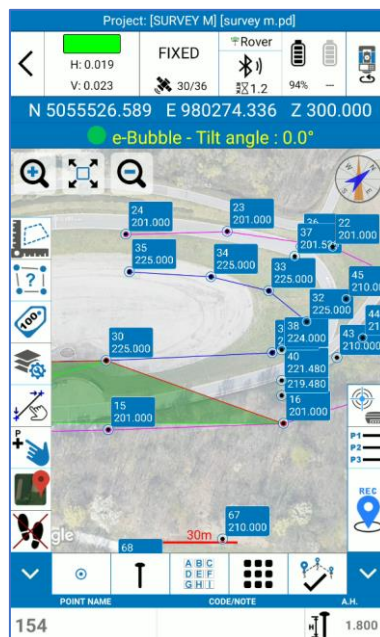 Project: [SURVEY M] [survey m.pd]
H: 0.019
V: 0.023
FIXED
30/36
Rover
1.2
94%
--
N 5055526.589 E 980274.336 Z 300.000
e-Bubble - Tilt angle : 0.0°
24
201.000
23
201.000
22
201.000
35
225.000
34
225.000
33
225.000
37
45
210.00
32
225.000
44
43
210.000
38
224.000
30
225.000
40
221.480
219.480
16
201.000
15
201.000
67
210.000
68
30m
?
100°
P
P1
P2
P3
REC
A B C
D E F
G H I
POINT NAME
CODE/NOTE
A.H.
154
H
1.800